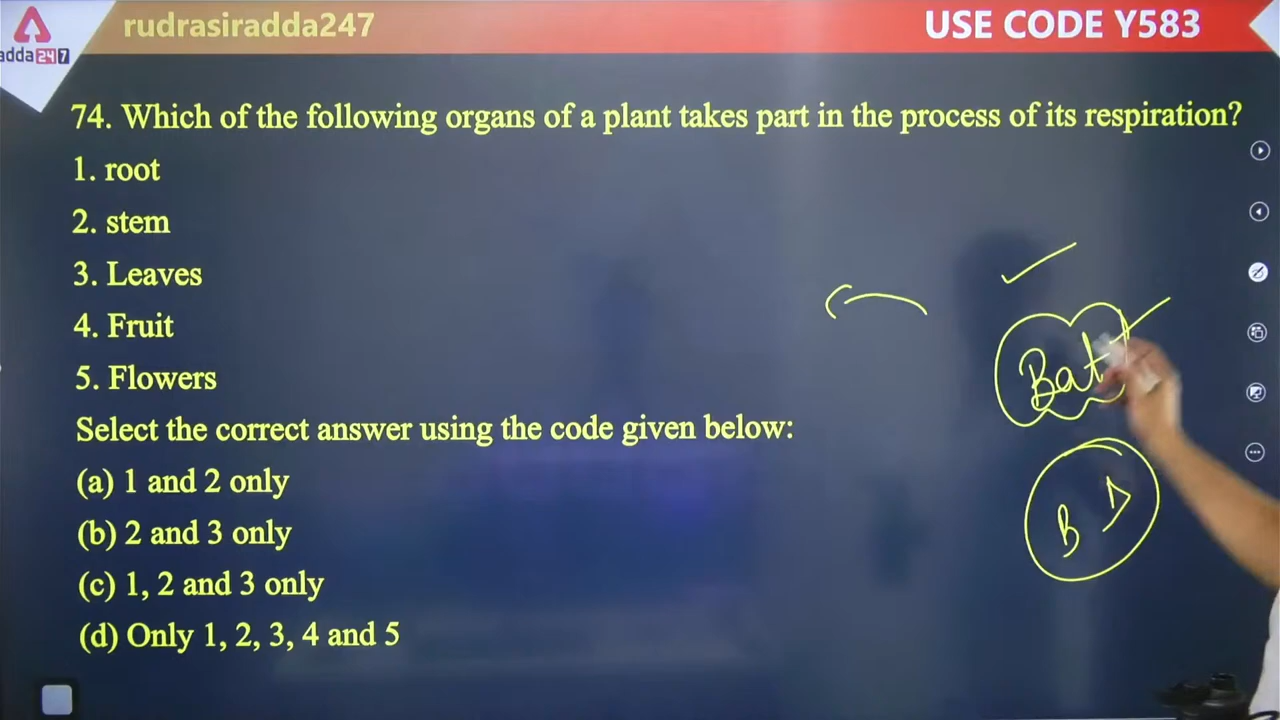 rudrasiradda247
USE CODE Y583
adda 247
74. Which of the following organs of a plant takes part in the process of its respiration?
1. root
2. stem
3. Leaves
4. Fruit
5. Flowers
Select the correct answer using the code given below:
(a) 1 and 2 only
(b) 2 and 3 only
(c) 1, 2 and 3 only
(d) Only 1, 2, 3, 4 and 5
Bat
B D